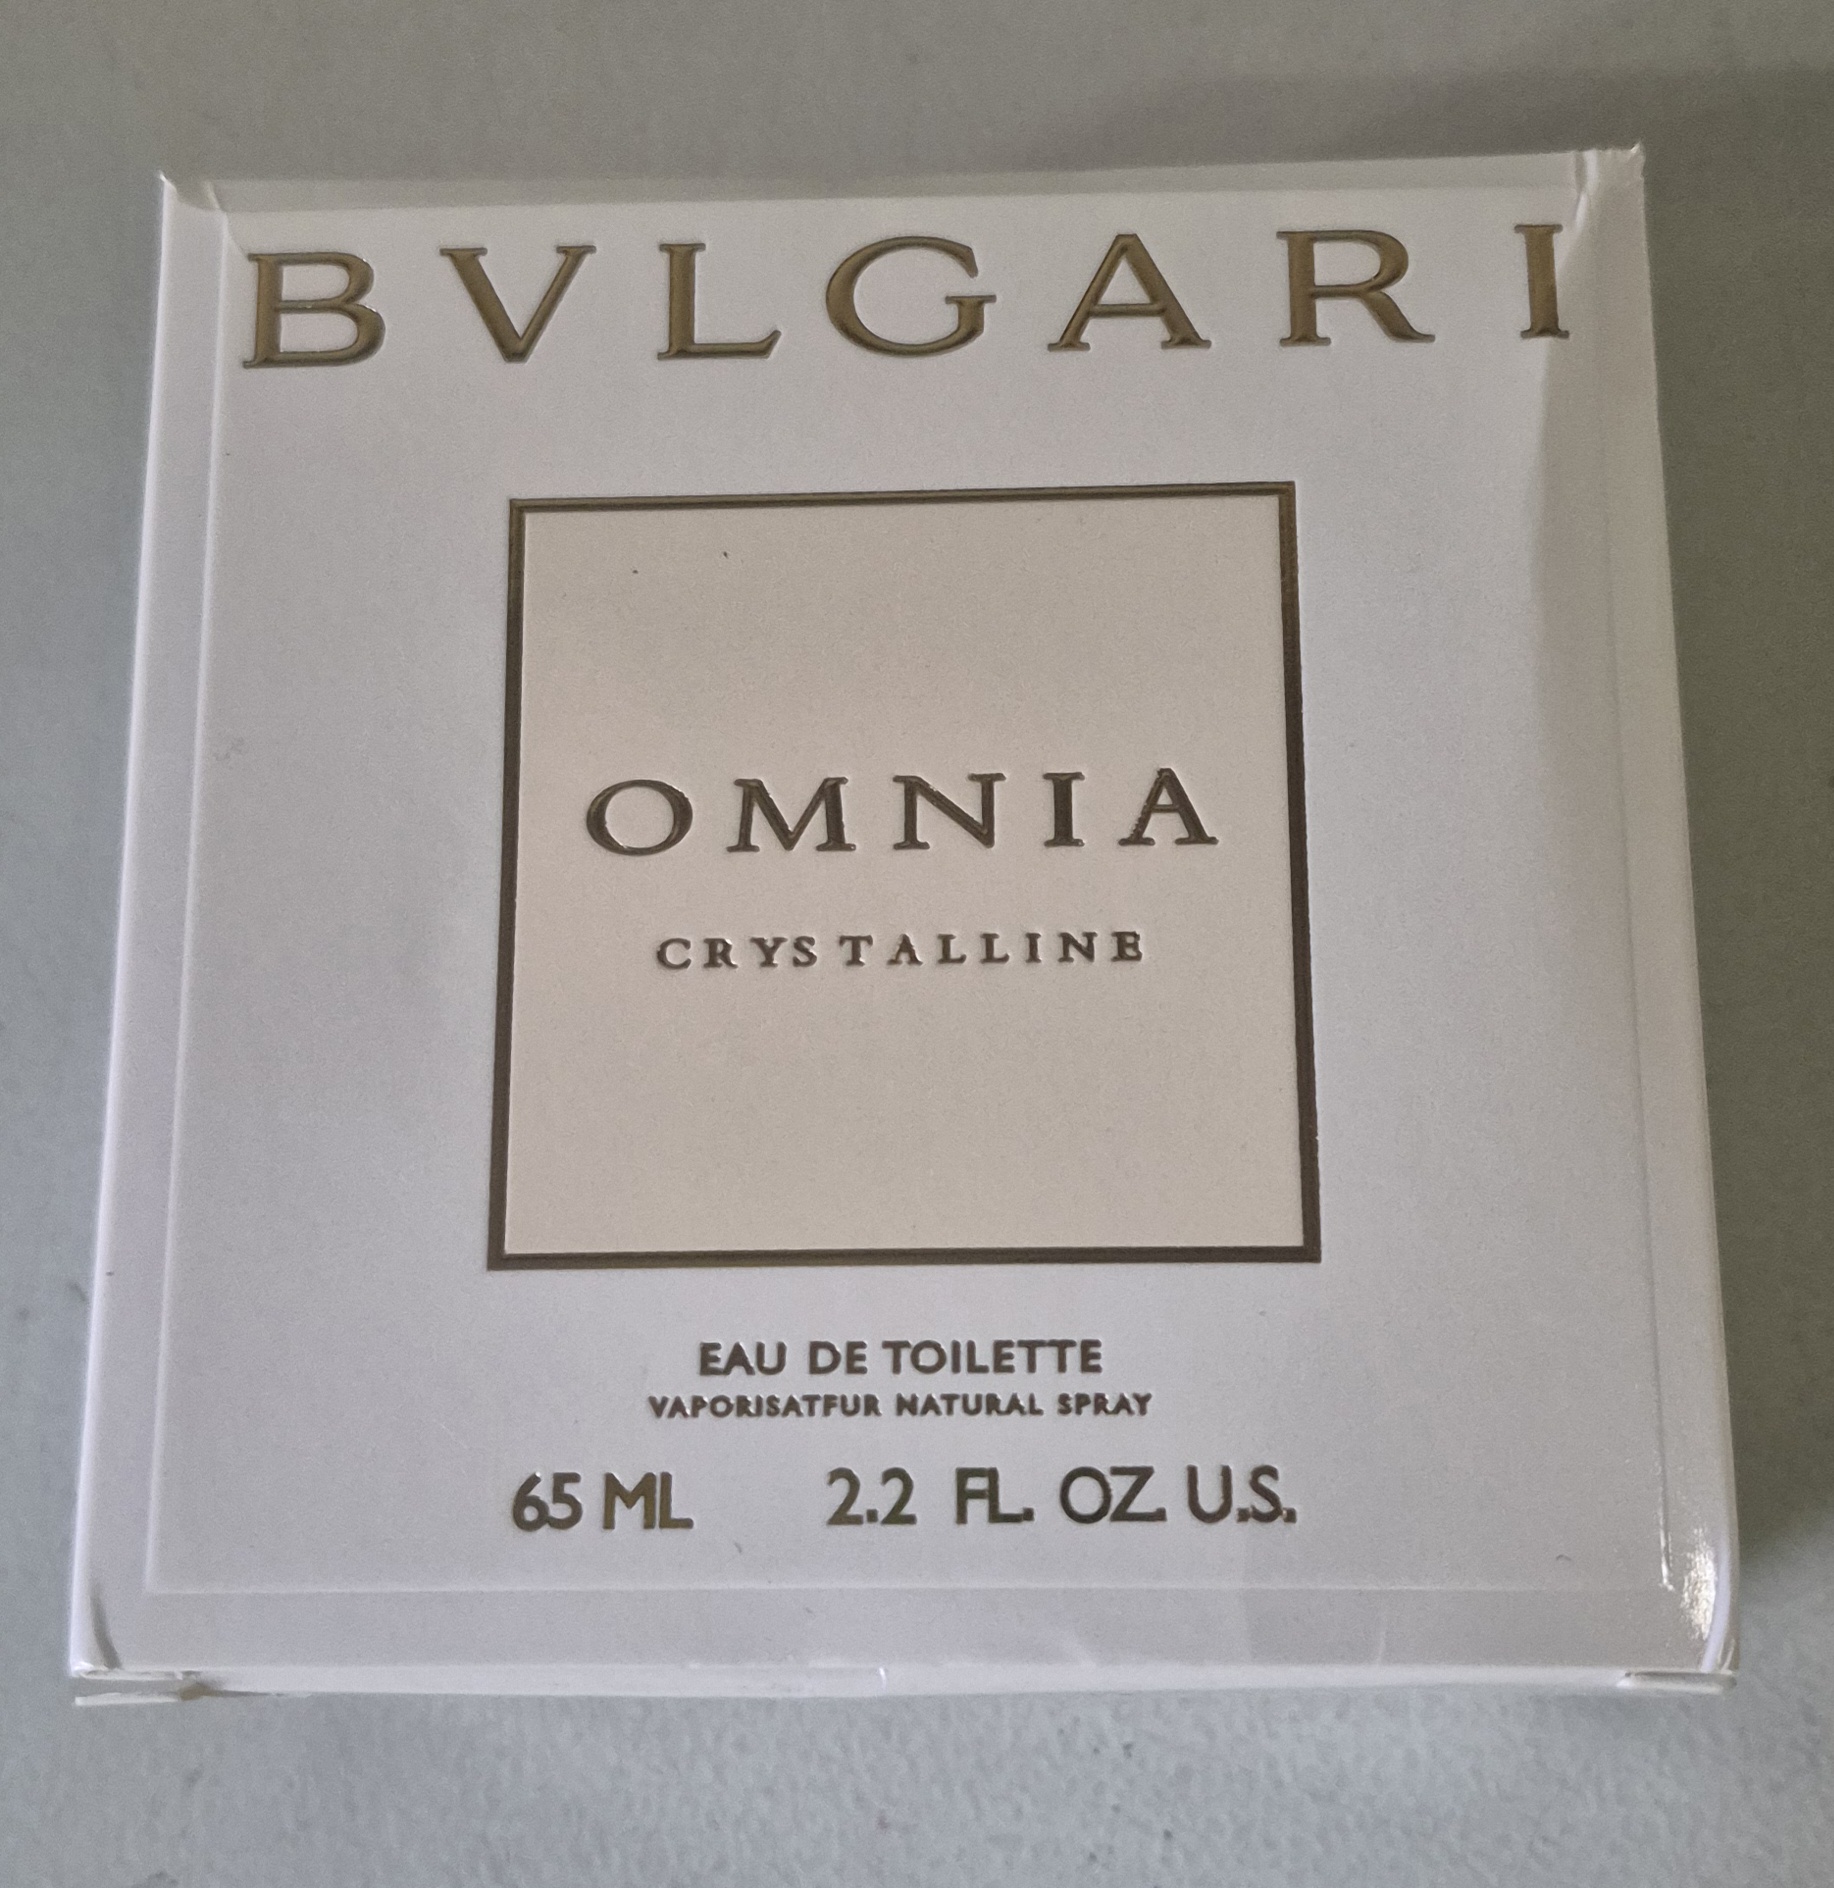 BVLGARI
OMNIA
CRYSTALLINE
EAU DE TOILETTE
VAPORISATFUR NATURAL SPRAY
65 ML 2.2 FL. OZ. U.S.